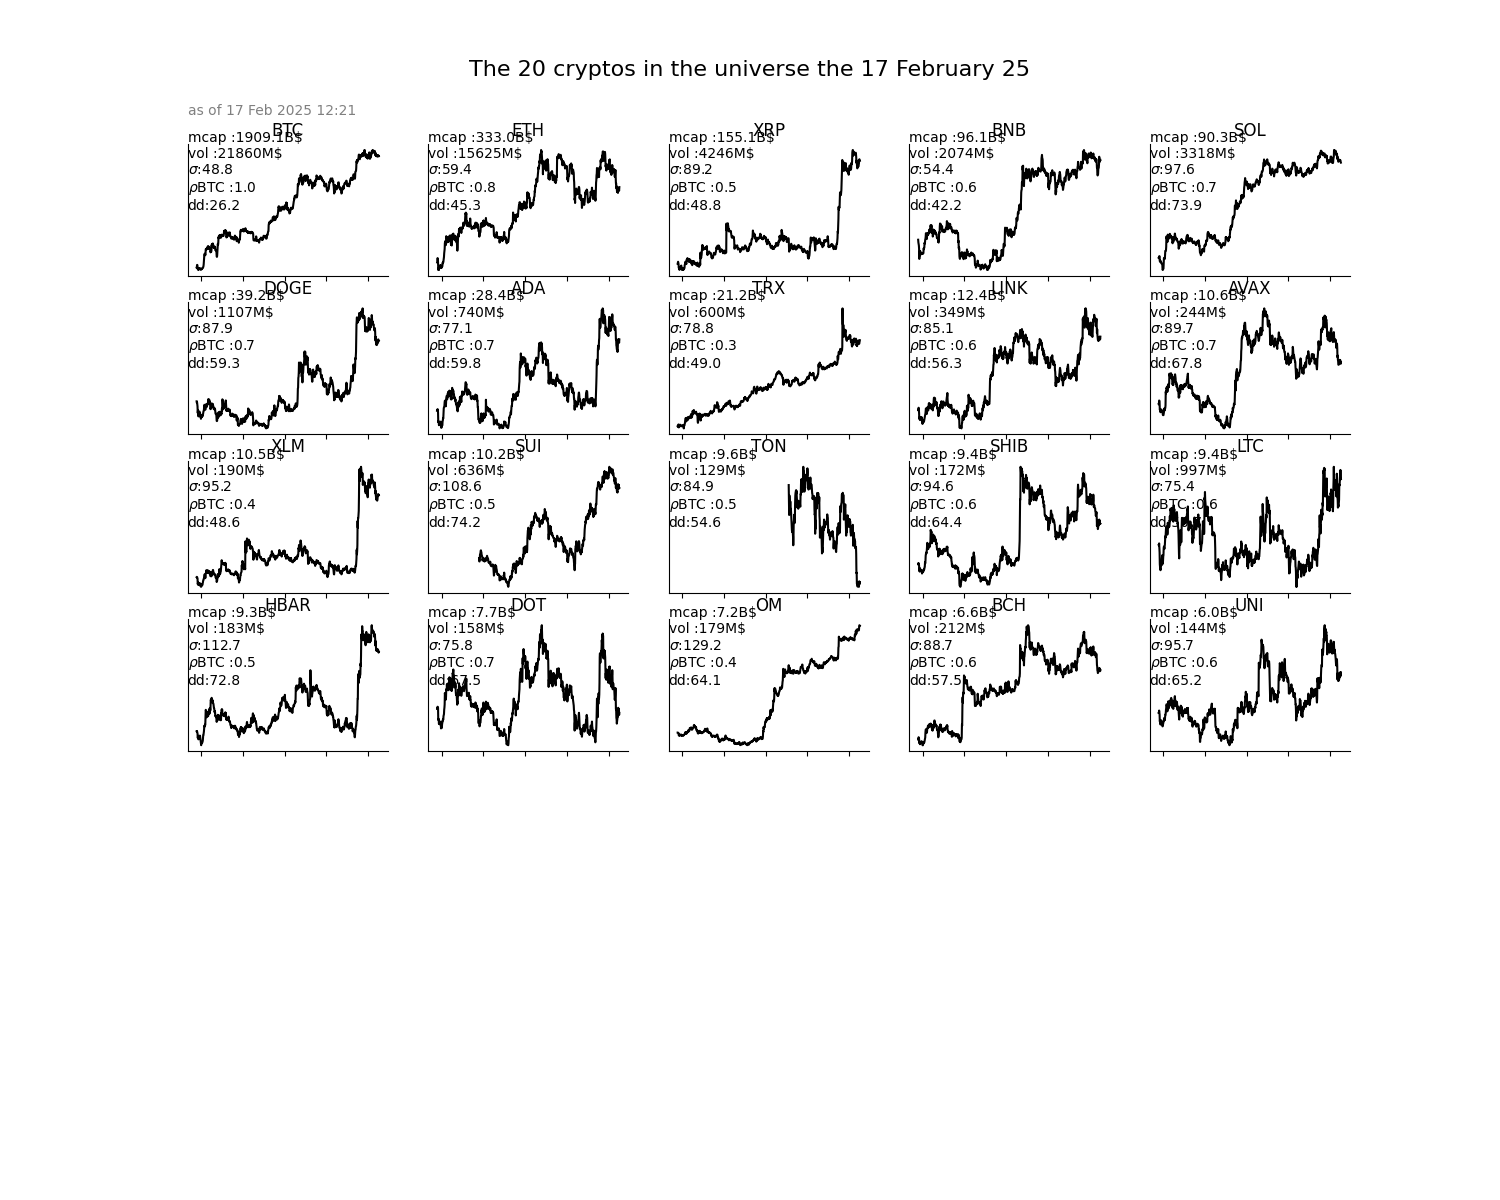 The 20 cryptos in the universe the 17 February 25
as of 17 Feb 2025 12:21
BTC
mcap :1909.1B$
vol :21860M$
σ:48.8
ρBTC :1.0
dd:26.2
ETH
mcap :333.0B$
vol :15625M$
σ:59.4
ρBTC :0.8
dd:45.3
XRP
mcap :155.1B$
vol :4246M$
σ:89.2
ρBTC :0.5
dd:48.8
BNB
mcap :96.1B$
vol :2074M$
σ:54.4
ρBTC :0.6
dd:42.2
SOL
mcap :90.3B$
vol :3318M$
σ:97.6
ρBTC :0.7
dd:73.9
DOGE
mcap :39.2B$
vol :1107M$
σ:87.9
ρBTC :0.7
dd:59.3
ADA
mcap :28.4B$
vol :740M$
σ:77.1
ρBTC :0.7
dd:59.8
TRX
mcap :21.2B$
vol :600M$
σ:78.8
ρBTC :0.3
dd:49.0
LINK
mcap :12.4B$
vol :349M$
σ:85.1
ρBTC :0.6
dd:56.3
AVAX
mcap :10.6B$
vol :244M$
σ:89.7
ρBTC :0.7
dd:67.8
XLM
mcap :10.5B$
vol :190M$
σ:95.2
ρBTC :0.4
dd:48.6
SUI
mcap :10.2B$
vol :636M$
σ:108.6
ρBTC :0.5
dd:74.2
TON
mcap :9.6B$
vol :129M$
σ:84.9
ρBTC :0.5
dd:54.6
SHIB
mcap :9.4B$
vol :172M$
σ:94.6
ρBTC :0.6
dd:64.4
LTC
mcap :9.4B$
vol :997M$
σ:75.4
ρBTC :0.6
HBAR
mcap :9.3B$
vol :183M$
σ:112.7
ρBTC :0.5
dd:72.8
DOT
mcap :7.7B$
vol :158M$
σ:75.8
ρBTC :0.7
dd:57.5
OM
mcap :7.2B$
vol :179M$
σ:129.2
ρBTC :0.4
dd:64.1
BCH
mcap :6.6B$
vol :212M$
σ:88.7
ρBTC :0.6
dd:57.5
UNI
mcap :6.0B$
vol :144M$
σ:95.7
ρBTC :0.6
dd:65.2